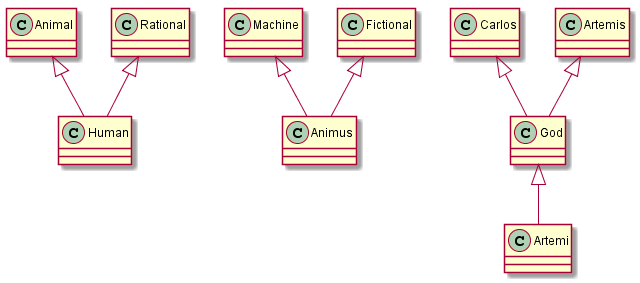 C Animal
C Rational
C Machine
C Fictional
C Carlos
C Artemis
C Human
C Animus
C God
C Artemi